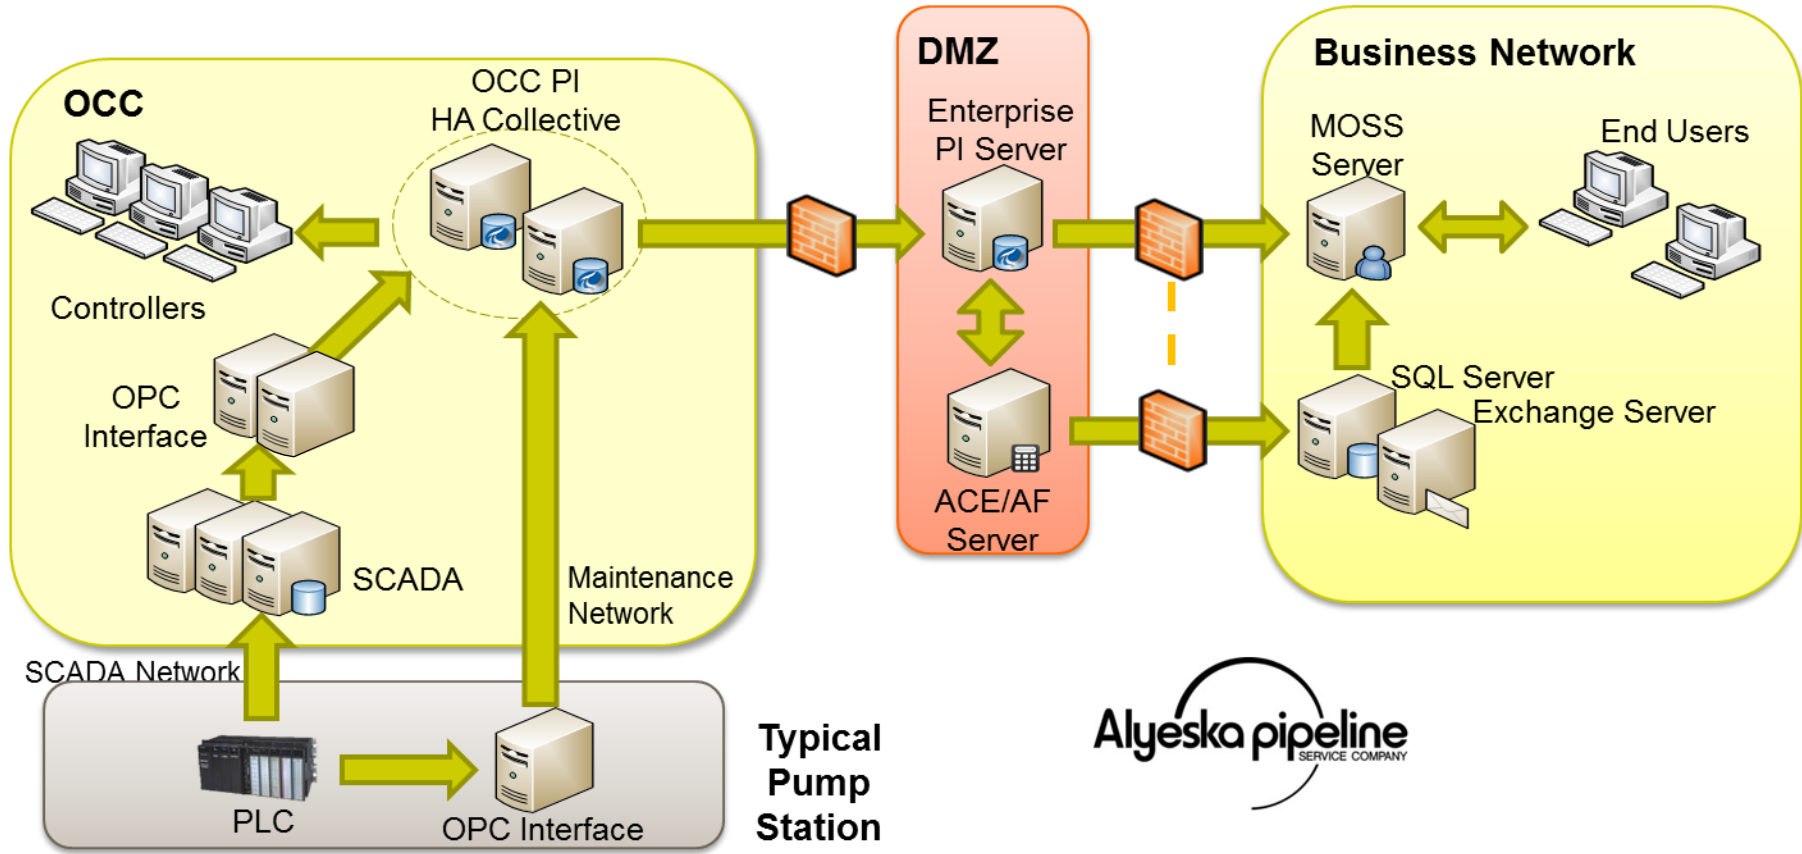 OCC
OCC PI
HA Collective
Controllers
OPC
Interface
SCADA
Maintenance
Network
SCADA Network
PLC
OPC Interface
Typical
Pump
Station
DMZ
Enterprise
PI Server
ACE/AF
Server
Business Network
MOSS
Server
End Users
SQL Server
Exchange Server
Alyeska pipeline
SERVICE COMPANY